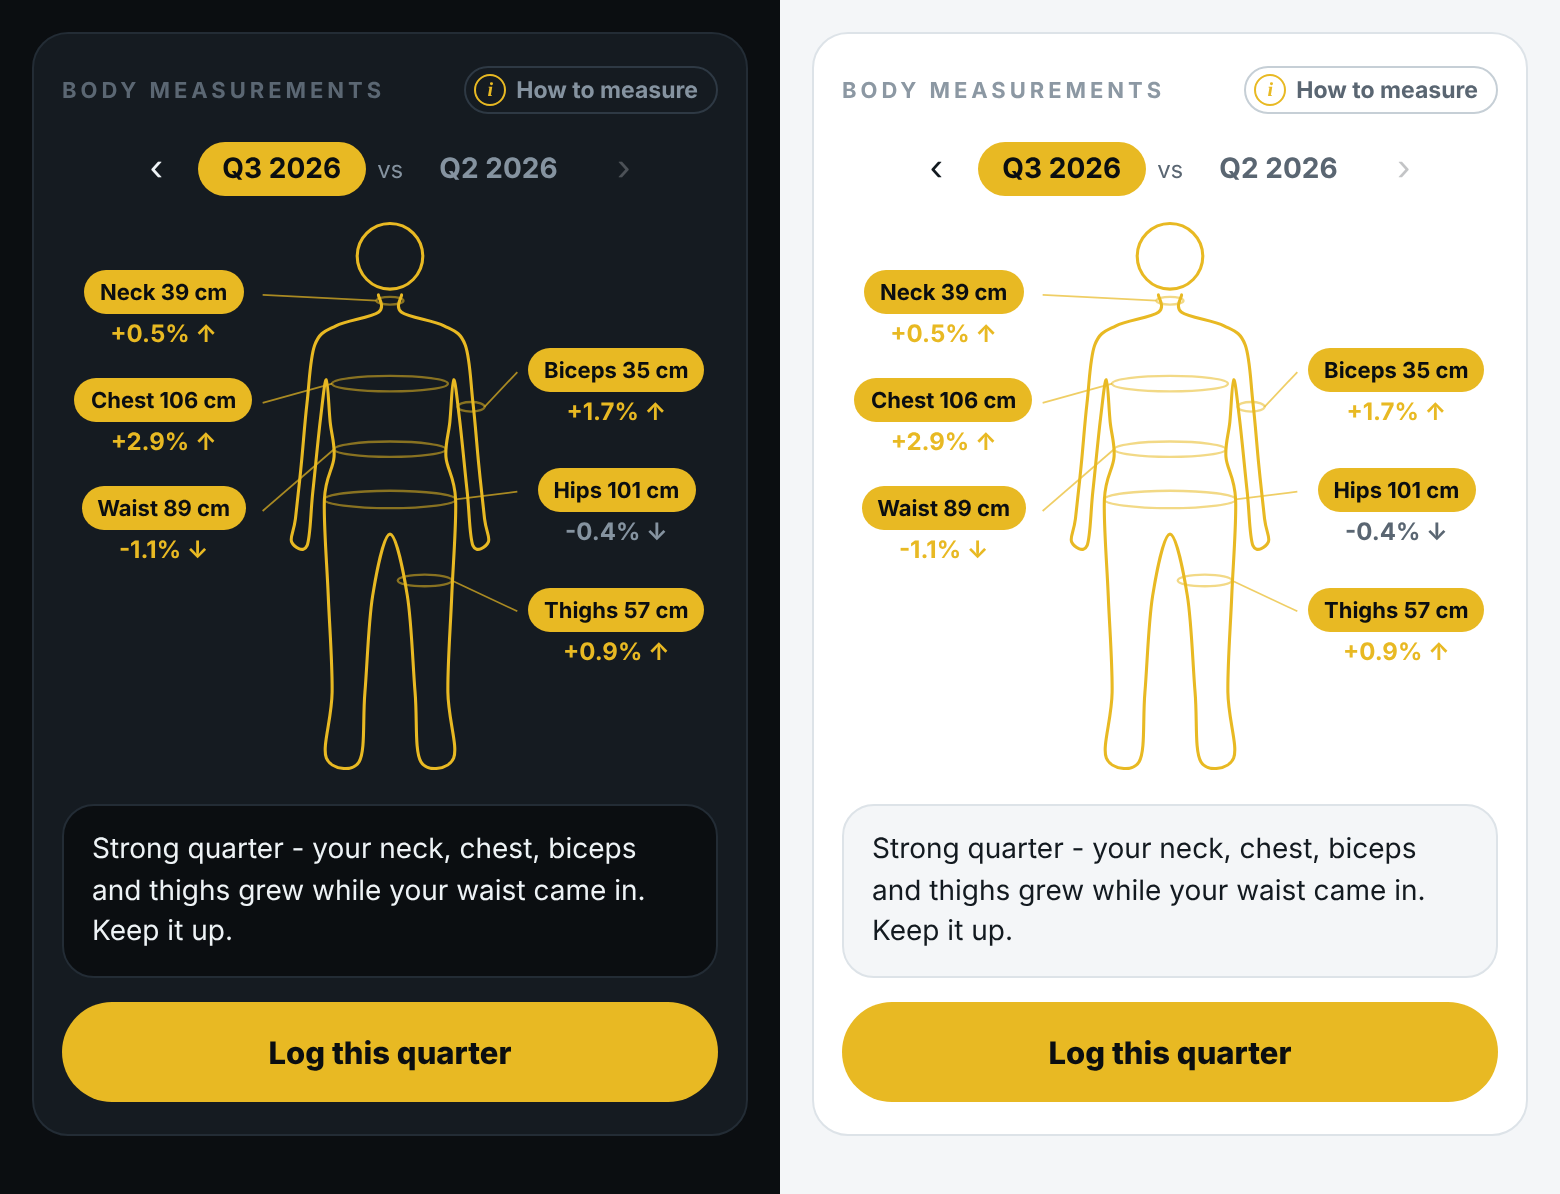 BODY MEASUREMENTS
i How to measure
‹ Q3 2026 vs Q2 2026 ›
Neck 39 cm
+0.5% ↑
Chest 106 cm
+2.9% ↑
Waist 89 cm
-1.1% ↓
Biceps 35 cm
+1.7% ↑
Hips 101 cm
-0.4% ↓
Thighs 57 cm
+0.9% ↑
Strong quarter - your neck, chest, biceps
and thighs grew while your waist came in.
Keep it up.
Log this quarter
BODY MEASUREMENTS
i How to measure
‹ Q3 2026 vs Q2 2026 ›
Neck 39 cm
+0.5% ↑
Chest 106 cm
+2.9% ↑
Waist 89 cm
-1.1% ↓
Biceps 35 cm
+1.7% ↑
Hips 101 cm
-0.4% ↓
Thighs 57 cm
+0.9% ↑
Strong quarter - your neck, chest, biceps
and thighs grew while your waist came in.
Keep it up.
Log this quarter